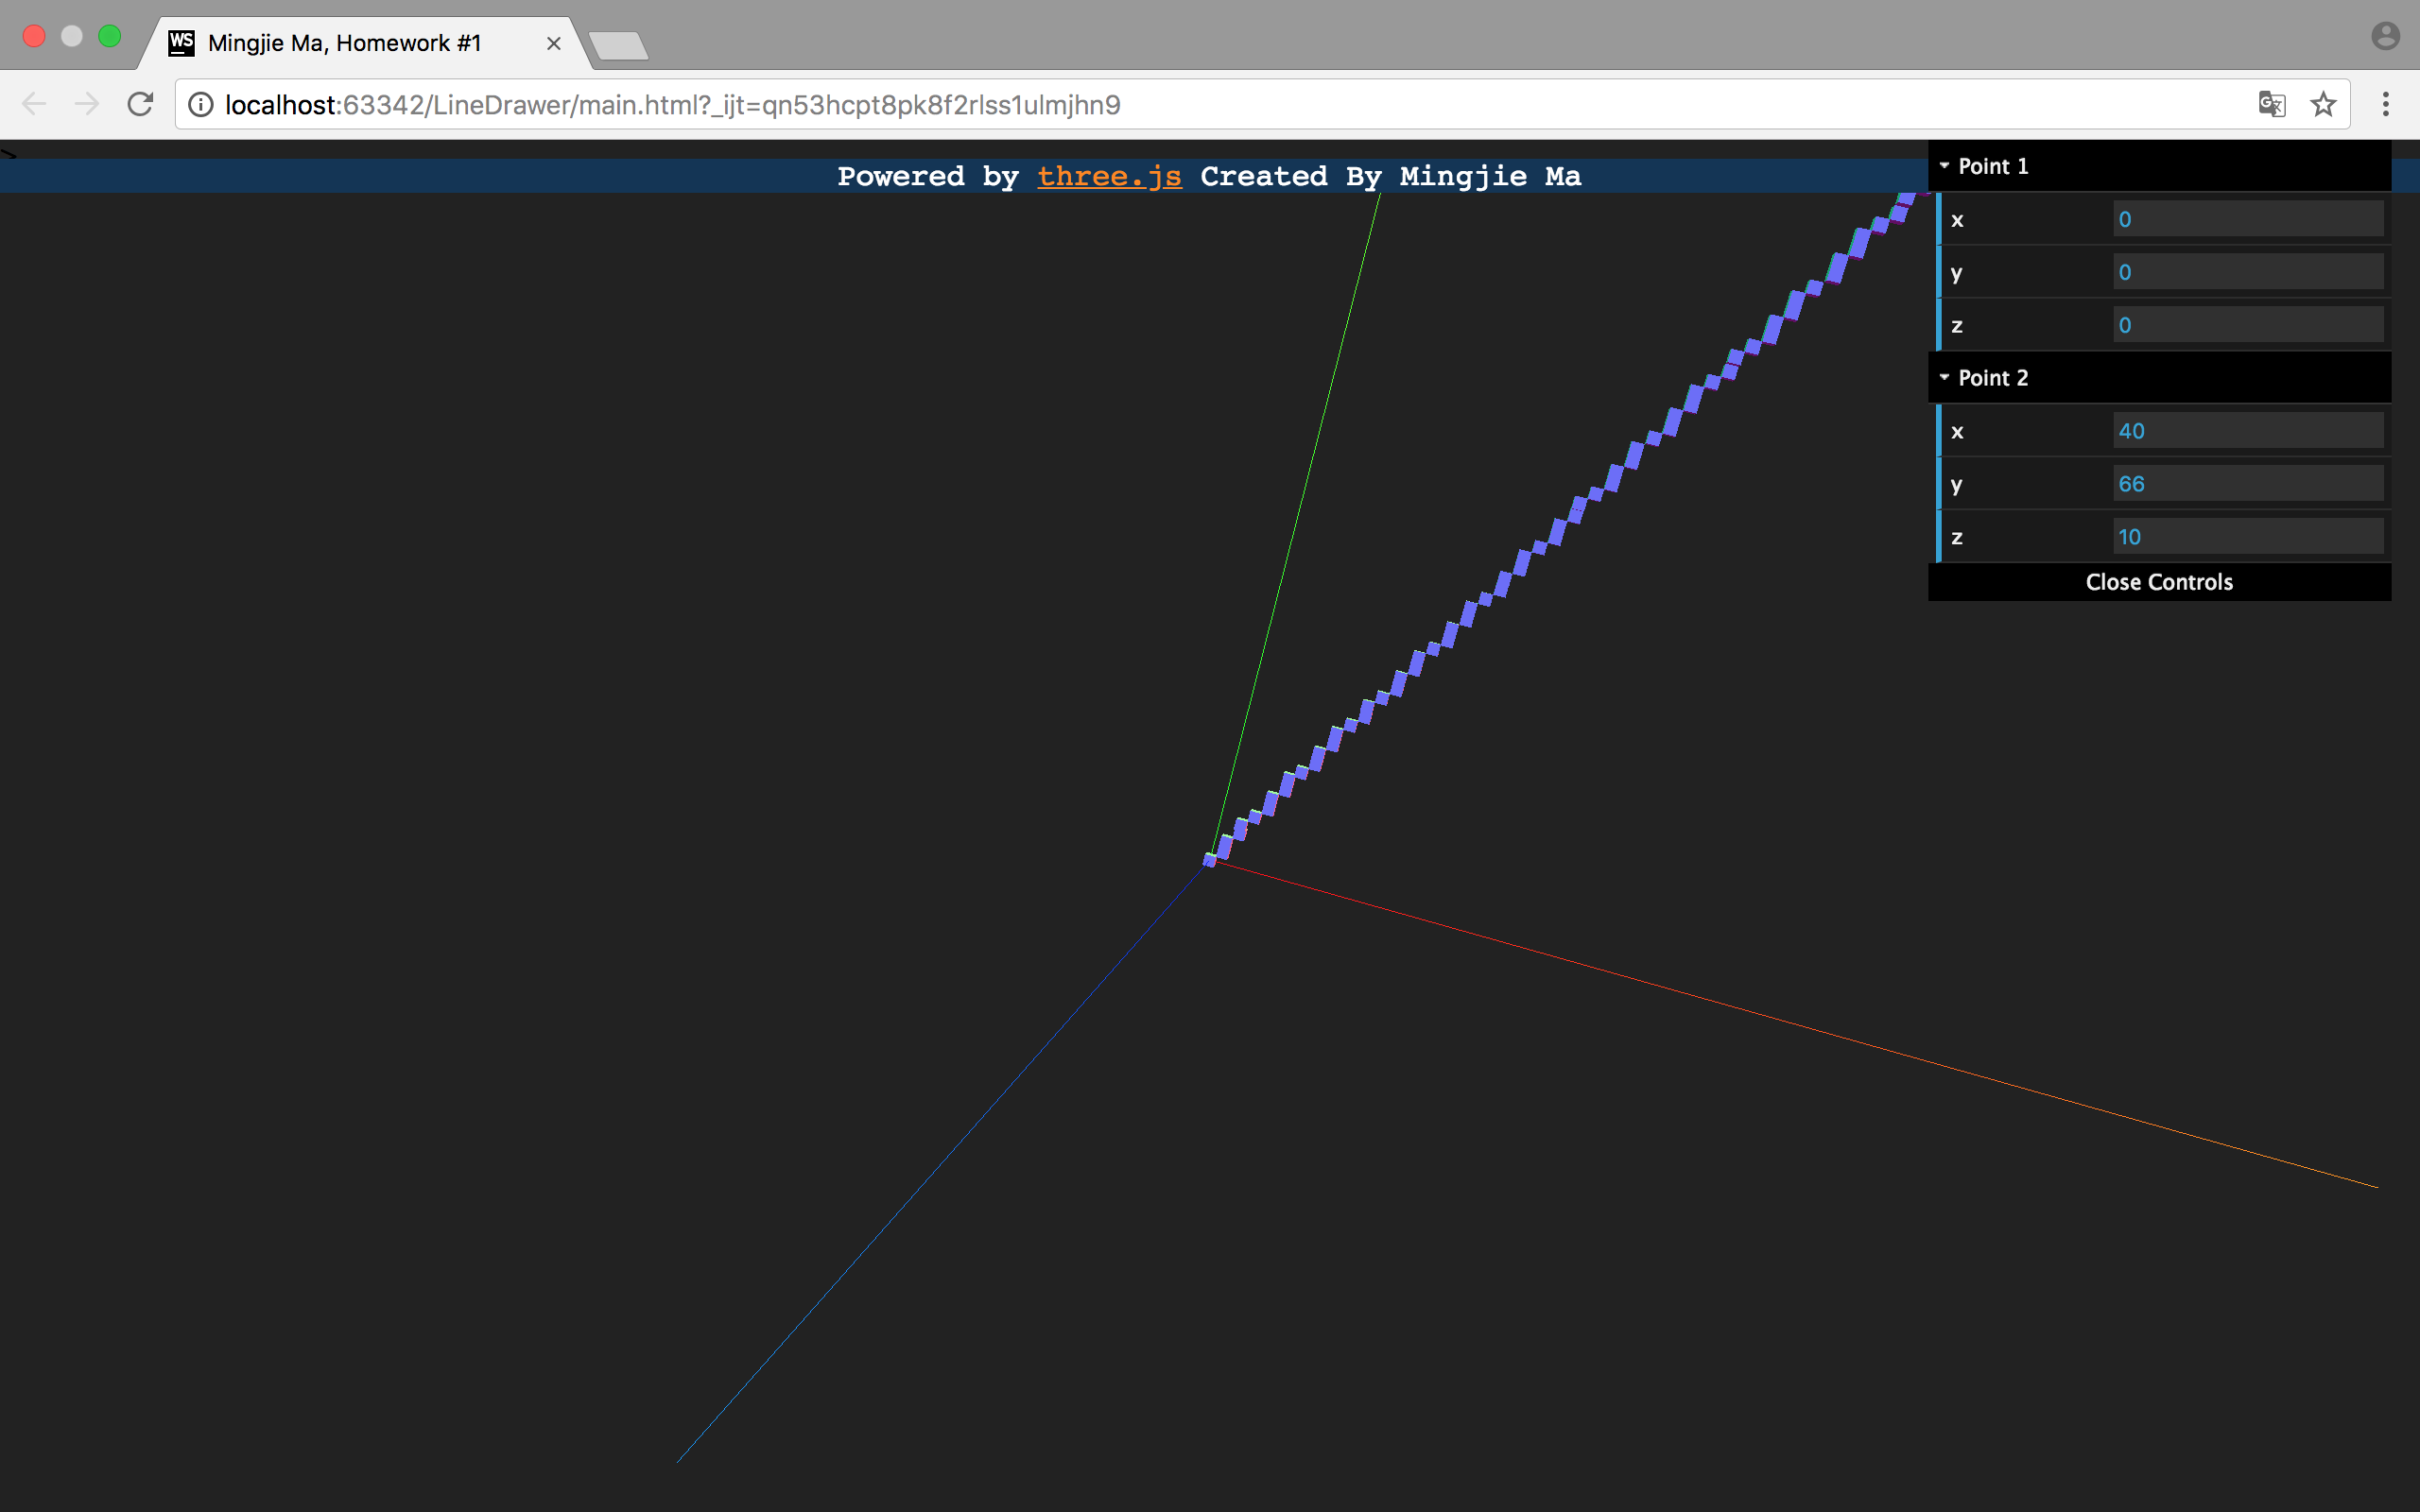 WS Mingjie Ma, Homework #1
localhost:63342/LineDrawer/main.html?_ijt=qn53hcpt8pk8f2rlss1ulmjhn9
>
Powered by three.js Created By Mingjie Ma
Point 1
x 0
y 0
z 0
Point 2
x 40
y 66
z 10
Close Controls